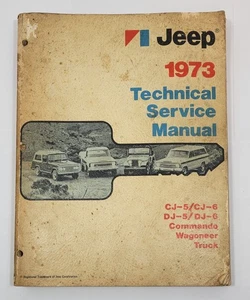 Jeep
1973
Technical
Service
Manual
CJ-5/CJ-6
DJ-5/DJ-6
Commando
Wagoneer
Truck